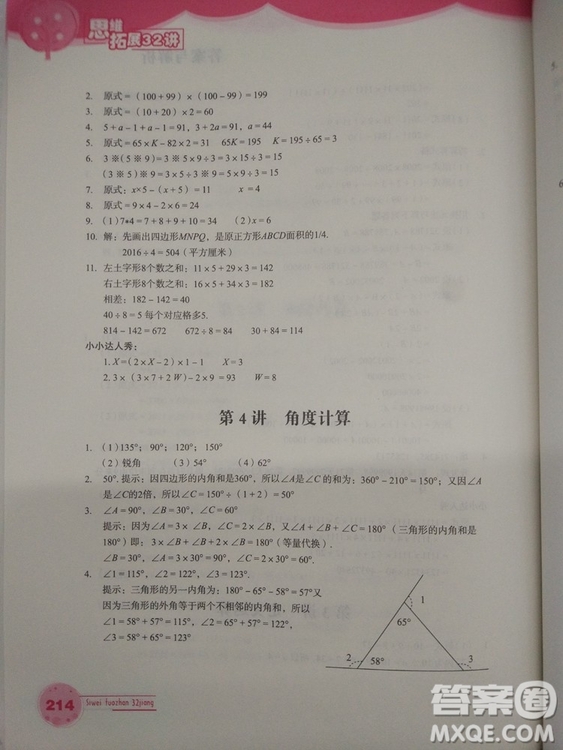 思维
拓展32讲
2. 原式=(100+99)×(100-99)=199
3. 原式=(10+20)×2=60
4. 5+a-1+a-1=91, 3+2a=91, a=44
5. 原式=65×K-82×2=31 65K=195 K=195÷65=3
6. 3※(5※9)=3※5×9÷3=3×15÷3=15
(3※5)※9=3×5÷3※9=5×9÷3=15
7. 原式: x×5-(x+5)=11 x=4
8. 原式=9×4-2×6=24
9. (1)7*4=7+8+9+10=34 (2)x=6
10. 解: 先画出四边形MNPQ, 是原正方形ABCD面积的1/4.
2016÷4=504(平方厘米)
11. 左土字形8个数之和: 11×5+29×3=142
右土字形8个数之和: 16×5+34×3=182
相差: 182-142=40
40÷8=5 每个对应格多5.
814-142=672 672÷8=84 30+84=114
小小达人秀:
1. X=(2×X-2)×1-1 X=3
2. 3×(3×7+2W)-2×9=93 W=8
第4讲 角度计算
1. (1)135°; 90°; 120°; 150°
(2)锐角 (3)54° (4)62°
2. 50°. 提示: 因四边形的内角和是360°, 所以∠A是∠C的和为: 360°-210°=150°; 又∠A
是∠C的2倍, 所以∠C=150°÷(1+2)=50°
3. ∠A=90°, ∠B=30°, ∠C=60°
提示: 因为∠A=3×∠B, ∠C=2×∠B, 又∠A+∠B+∠C=180°(三角形的内角和是
180°)即: 3×∠B+2×∠B+∠B=180°(等量代换).
∠B=30°, ∠A=3×30°=90°, ∠C=2×30°=60°.
4. ∠1=115°, ∠2=122°, ∠3=123°.
提示: 三角形的另一内角为: 180°-65°-58°=57°又
因为三角形的外角等于两个不相邻的内角和, 所以
∠1=58°+57°=115°, ∠2=65°+57°=122°,
∠3=65°+58°=123°.
1
65°
2
58°
3
214
Siwei tuozhan 32jiang
5.
6
答案圈
MXQE.COM